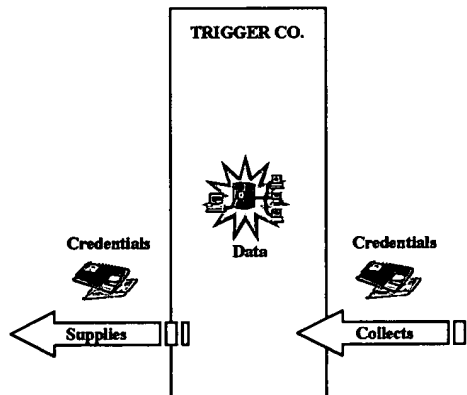 TRIGGER CO.
Credentials
Data
Credentials
Supplies
Collects